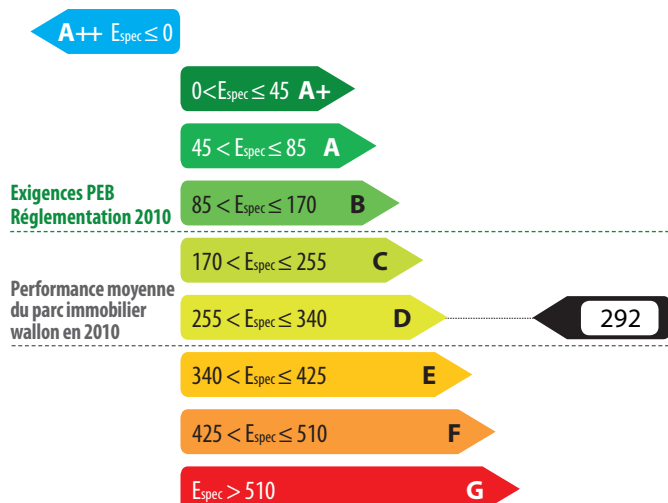 A++ Espec ≤ 0
0<Espec ≤ 45 A+
45 < Espec ≤ 85 A
Exigences PEB
Réglementation 2010
85 < Espec ≤ 170 B
170 < Espec ≤ 255 C
Performance moyenne
du parc immobilier
wallon en 2010
255 < Espec ≤ 340 D
292
340 < Espec ≤ 425 E
425 < Espec ≤ 510 F
Espec > 510 G